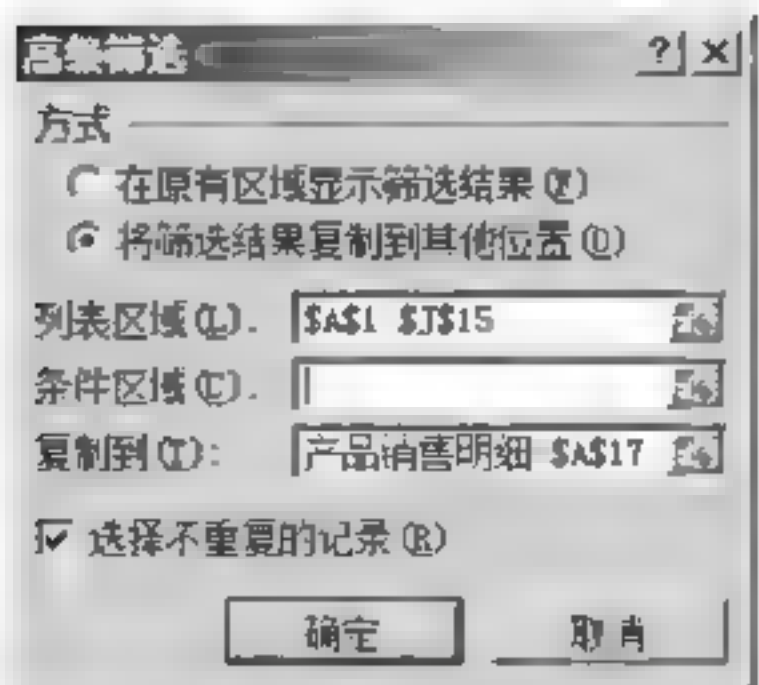 高级筛选 ? ×
方式
在原有区域显示筛选结果(F)
将筛选结果复制到其他位置(O)
列表区域(L). $A$1 $J$15
条件区域(C).
复制到(T): 产品销售明细 $A$17
选择不重复的记录(R)
确定 取消